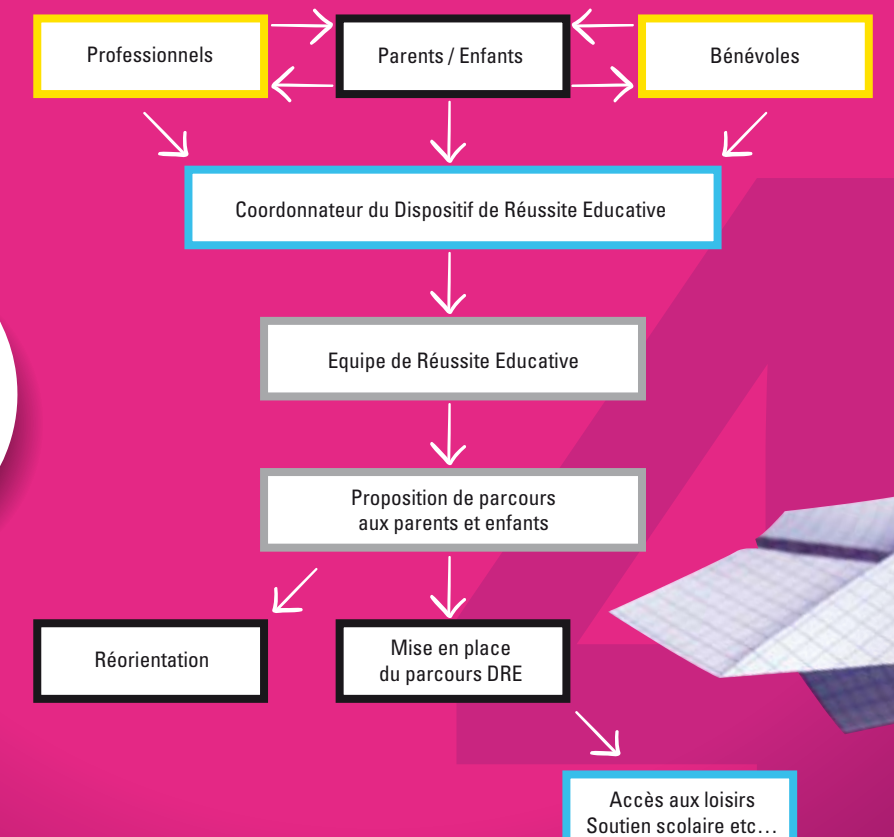 Professionnels
Parents / Enfants
Bénévoles
Coordonnateur du Dispositif de Réussite Educative
Equipe de Réussite Educative
Proposition de parcours
aux parents et enfants
Réorientation
Mise en place
du parcours DRE
Accès aux loisirs
Soutien scolaire etc…